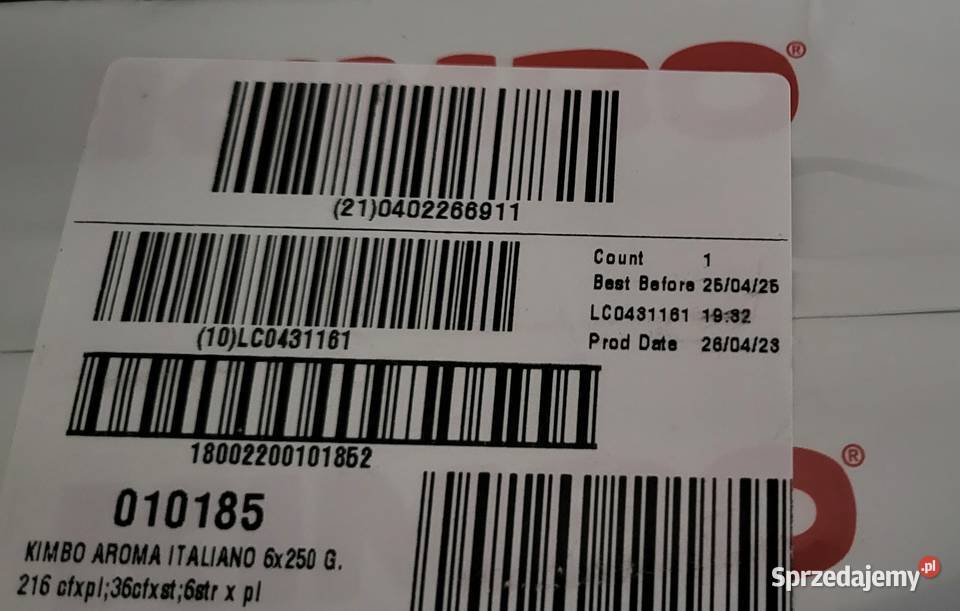 (21)0402266911
Count 1
Best Before 25/04/25
LC0431161 19:32
(10)LC0431161
Prod Date 26/04/23
18002200101852
010185
KIMBO AROMA ITALIANO 6x250 G.
216 cfxpl;36cfxst;6str x pl
Sprzedajemy.pl